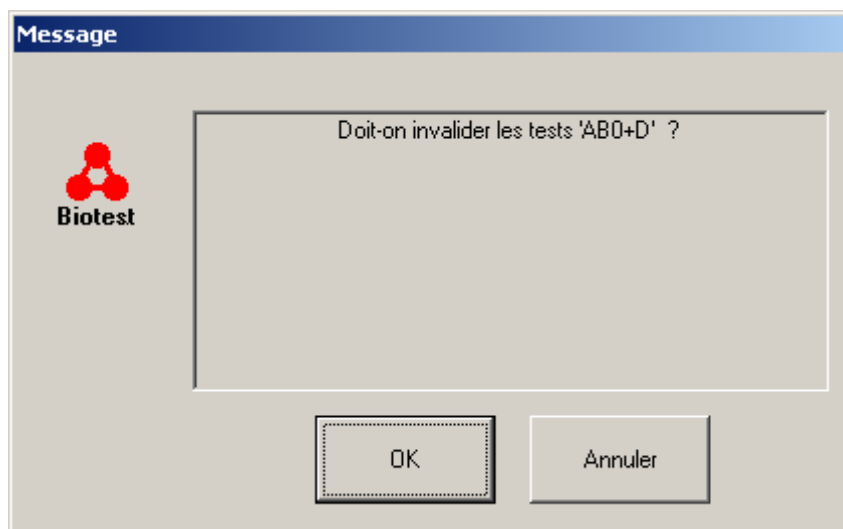 Message
Doit-on invalider les tests 'AB0+D' ?
Biotest
OK
Annuler